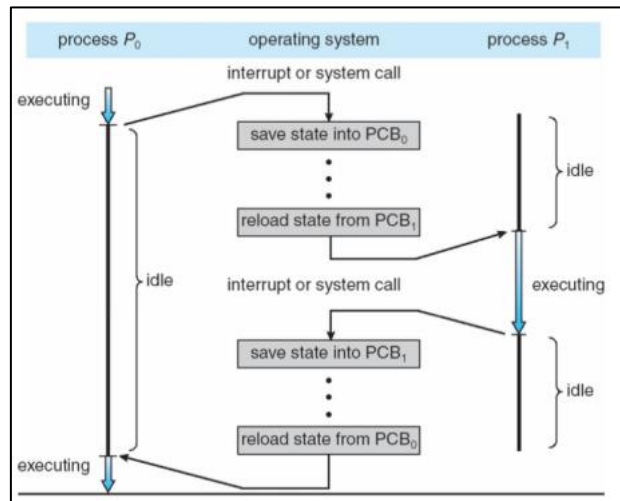 process P₀ operating system process P₁
interrupt or system call
executing
save state into PCB₀
idle
reload state from PCB₁
idle
interrupt or system call
executing
save state into PCB₁
idle
reload state from PCB₀
executing